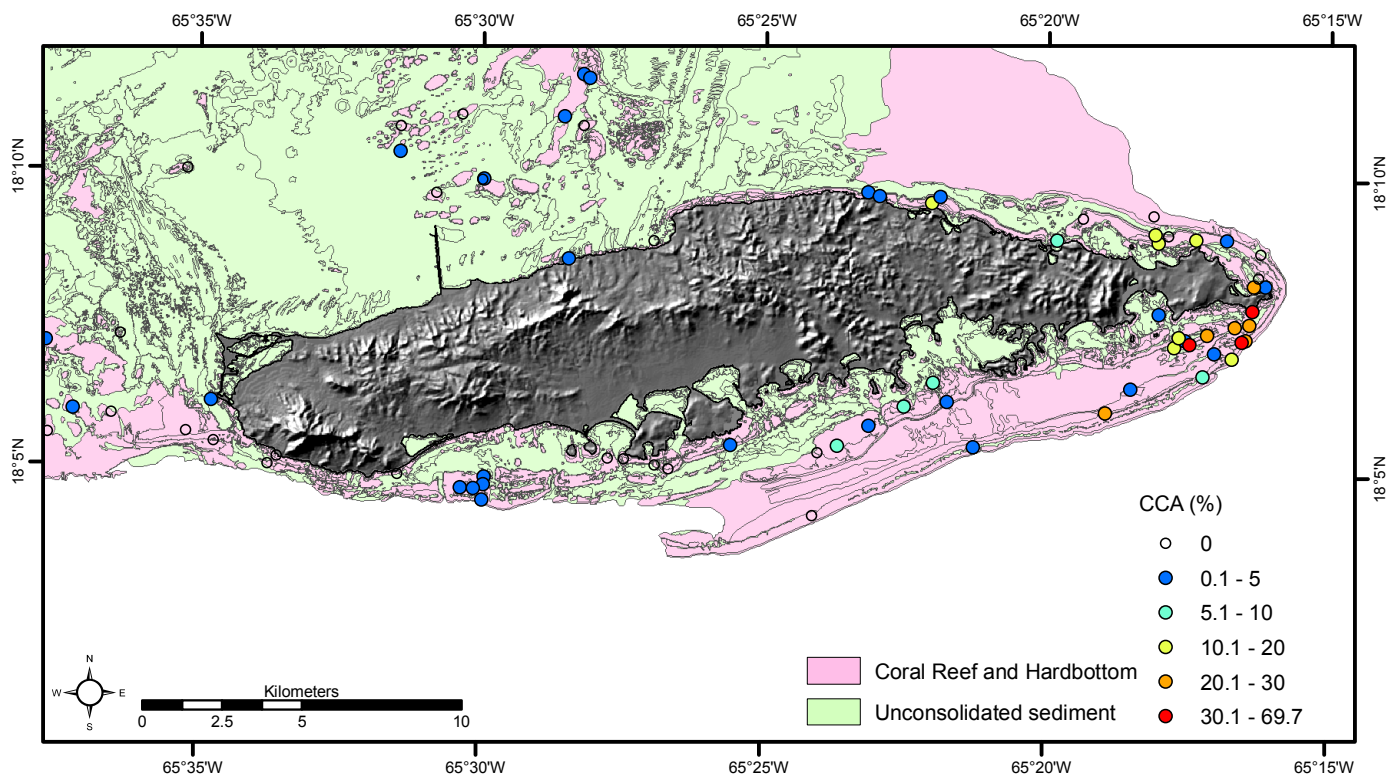 65°35'W 65°30'W 65°25'W 65°20'W 65°15'W
18°10'N 18°10'N
18°5'N 18°5'N
CCA (%)
0
0.1 - 5
5.1 - 10
10.1 - 20
20.1 - 30
30.1 - 69.7
Coral Reef and Hardbottom
Unconsolidated sediment
N
W E
S
Kilometers
0 2.5 5 10
65°35'W 65°30'W 65°25'W 65°20'W 65°15'W